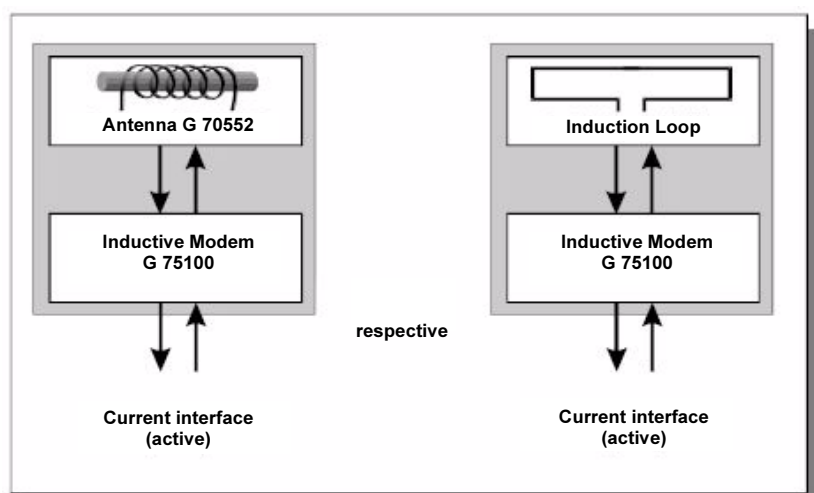 Antenna G 70552
Inductive Modem
G 75100
Current interface
(active)
respective
Induction Loop
Inductive Modem
G 75100
Current interface
(active)